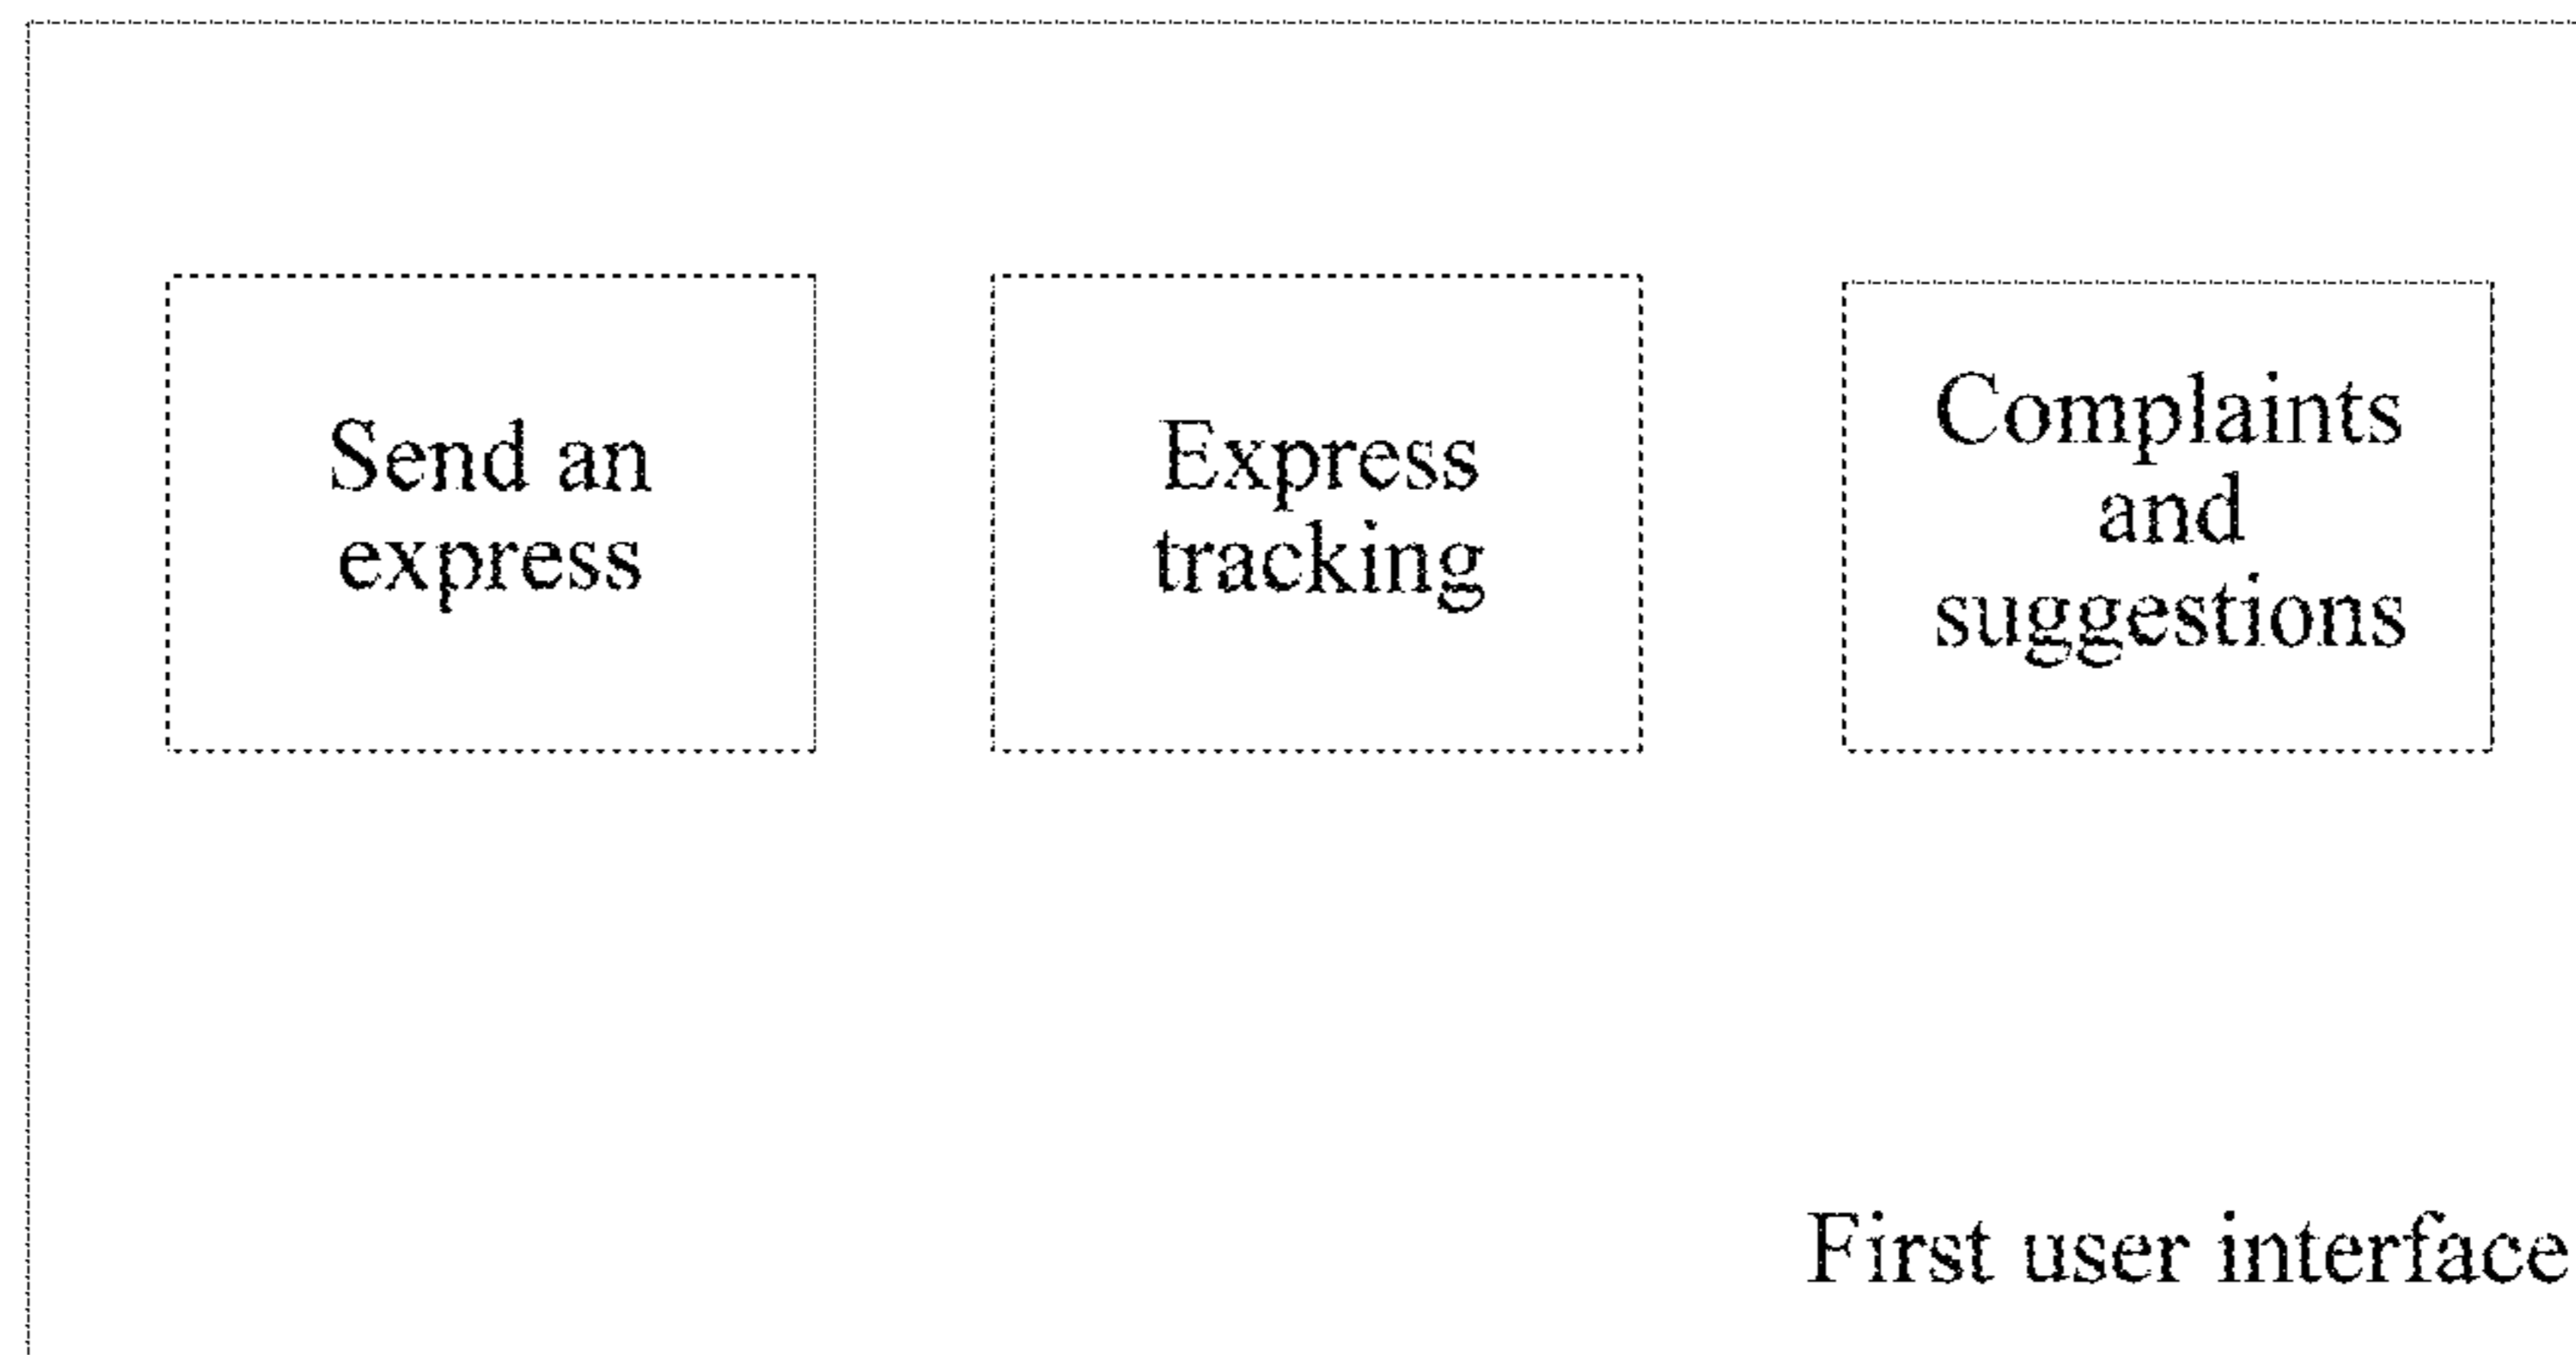 Send an
express
Express
tracking
Complaints
and
suggestions
First user interface